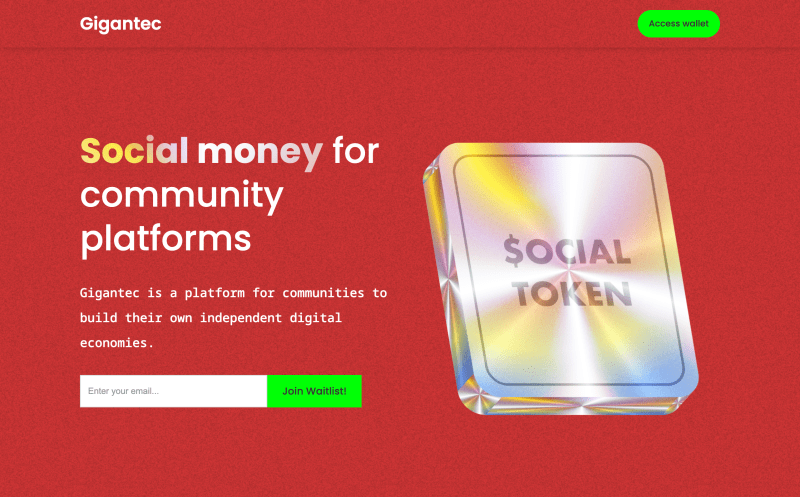 Gigantec
Access wallet
Social money for
community
platforms
Gigantec is a platform for communities to
build their own independent digital
economies.
Enter your email...
Join Waitlist!
$OCIAL
TOKEN